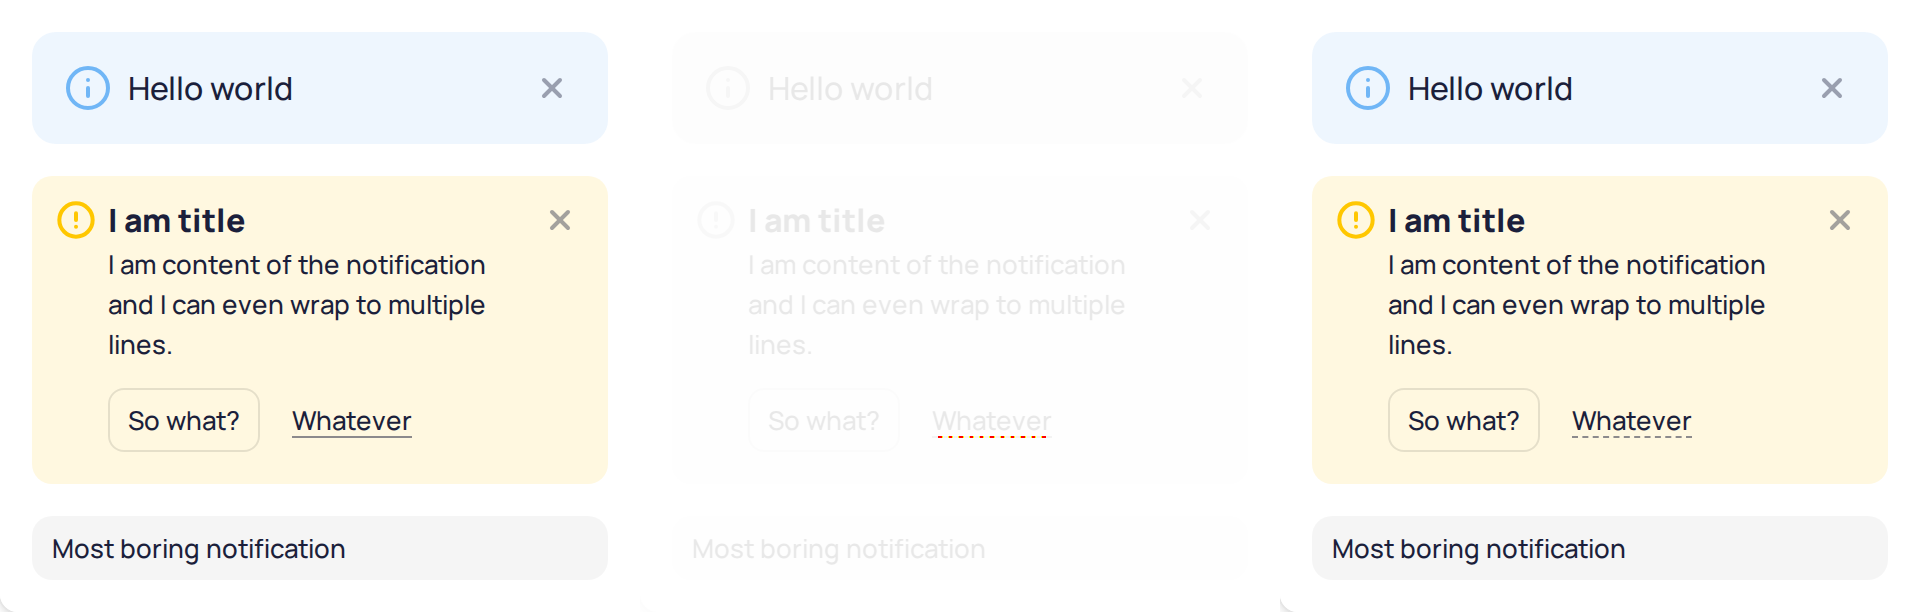 Hello world
I am title
I am content of the notification
and I can even wrap to multiple
lines.
So what?
Whatever
Most boring notification
Hello world
I am title
I am content of the notification
and I can even wrap to multiple
lines.
So what?
Whatever
Most boring notification
Hello world
I am title
I am content of the notification
and I can even wrap to multiple
lines.
So what?
Whatever
Most boring notification